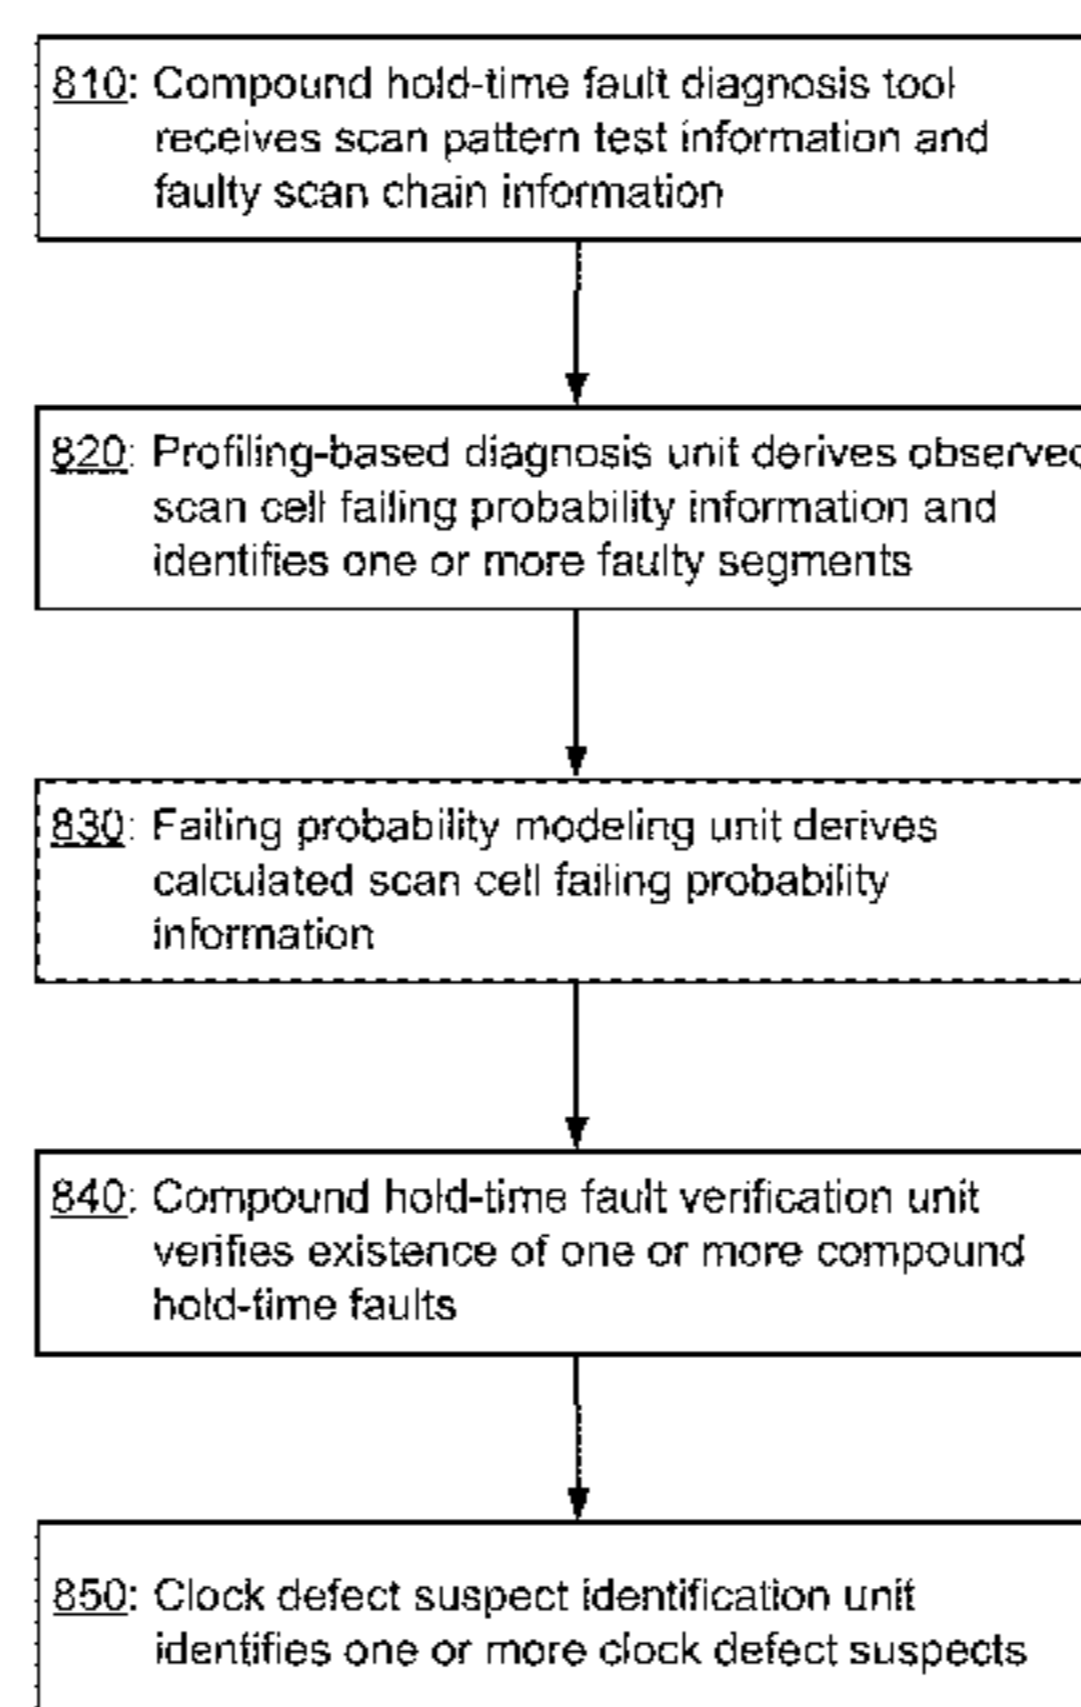 810: Compound hold-time fault diagnosis tool
receives scan pattern test information and
faulty scan chain information
820: Profiling-based diagnosis unit derives observed
scan cell failing probability information and
identifies one or more faulty segments
830: Failing probability modeling unit derives
calculated scan cell failing probability
information
840: Compound hold-time fault verification unit
verifies existence of one or more compound
hold-time faults
850: Clock defect suspect identification unit
identifies one or more clock defect suspects